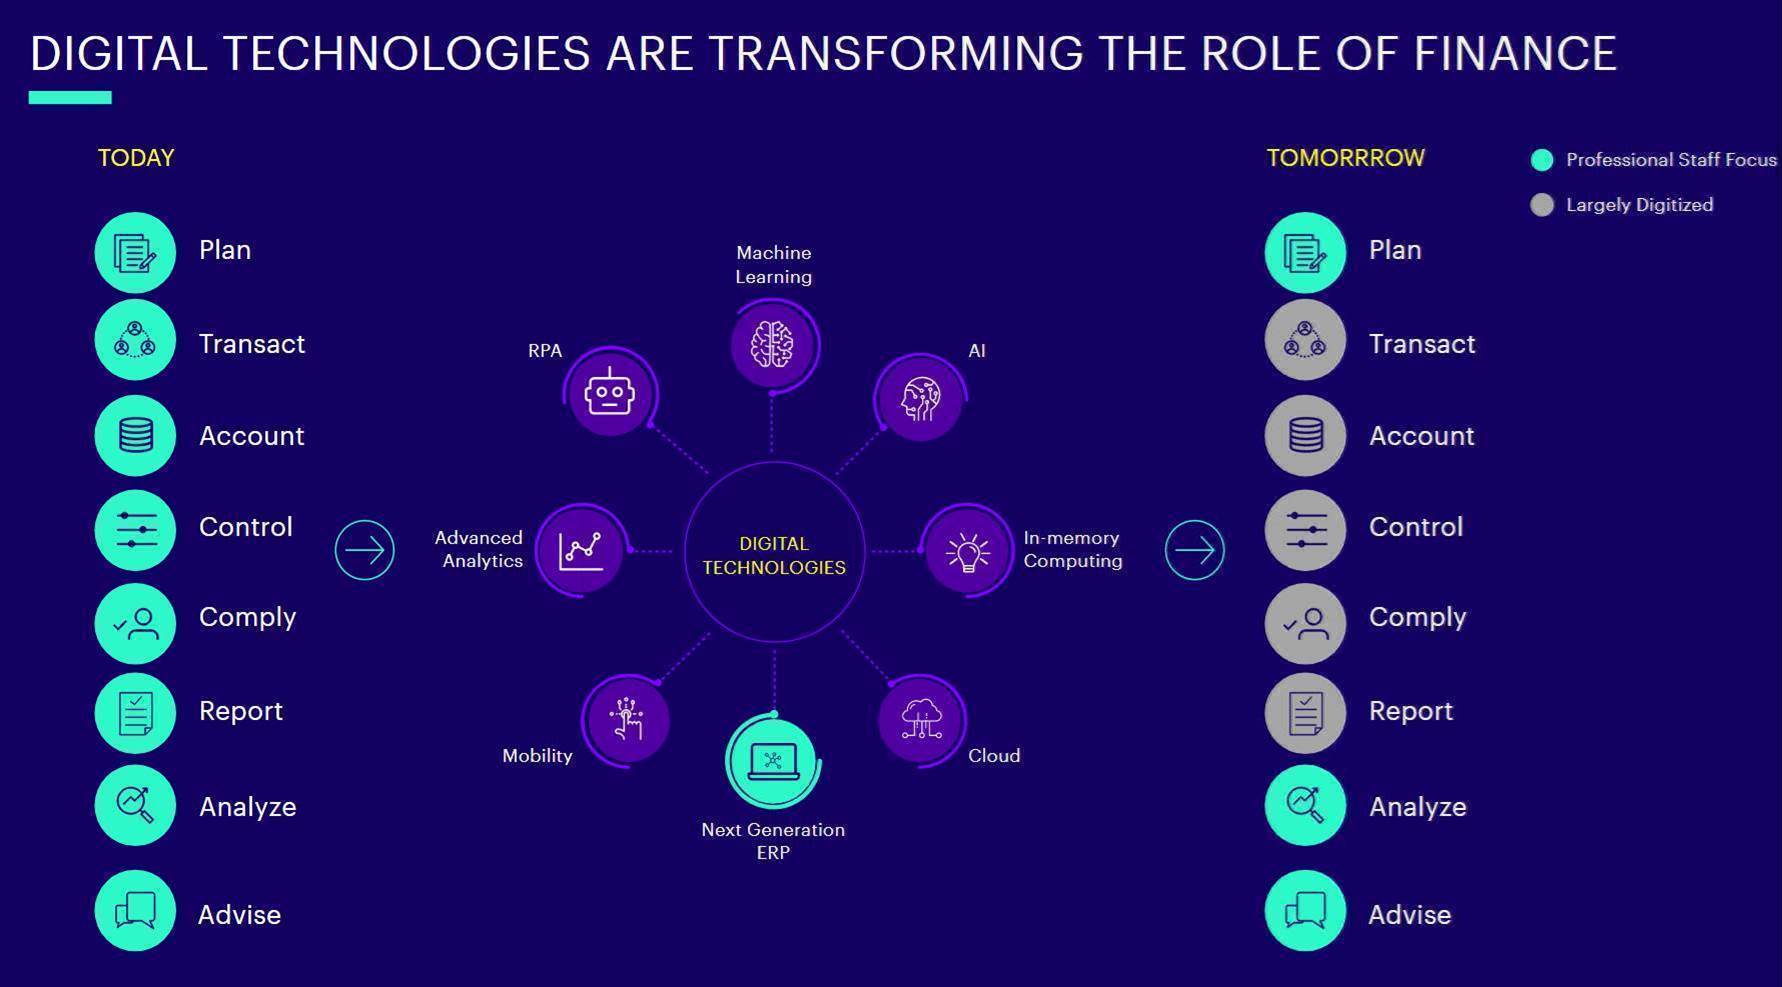 DIGITAL TECHNOLOGIES ARE TRANSFORMING THE ROLE OF FINANCE
TODAY
Plan
Transact
Account
Control
Comply
Report
Analyze
Advise
Machine
Learning
RPA
AI
Advanced
Analytics
DIGITAL
TECHNOLOGIES
In-memory
Computing
Mobility
Cloud
Next Generation
ERP
TOMORRROW
Professional Staff Focus
Largely Digitized
Plan
Transact
Account
Control
Comply
Report
Analyze
Advise